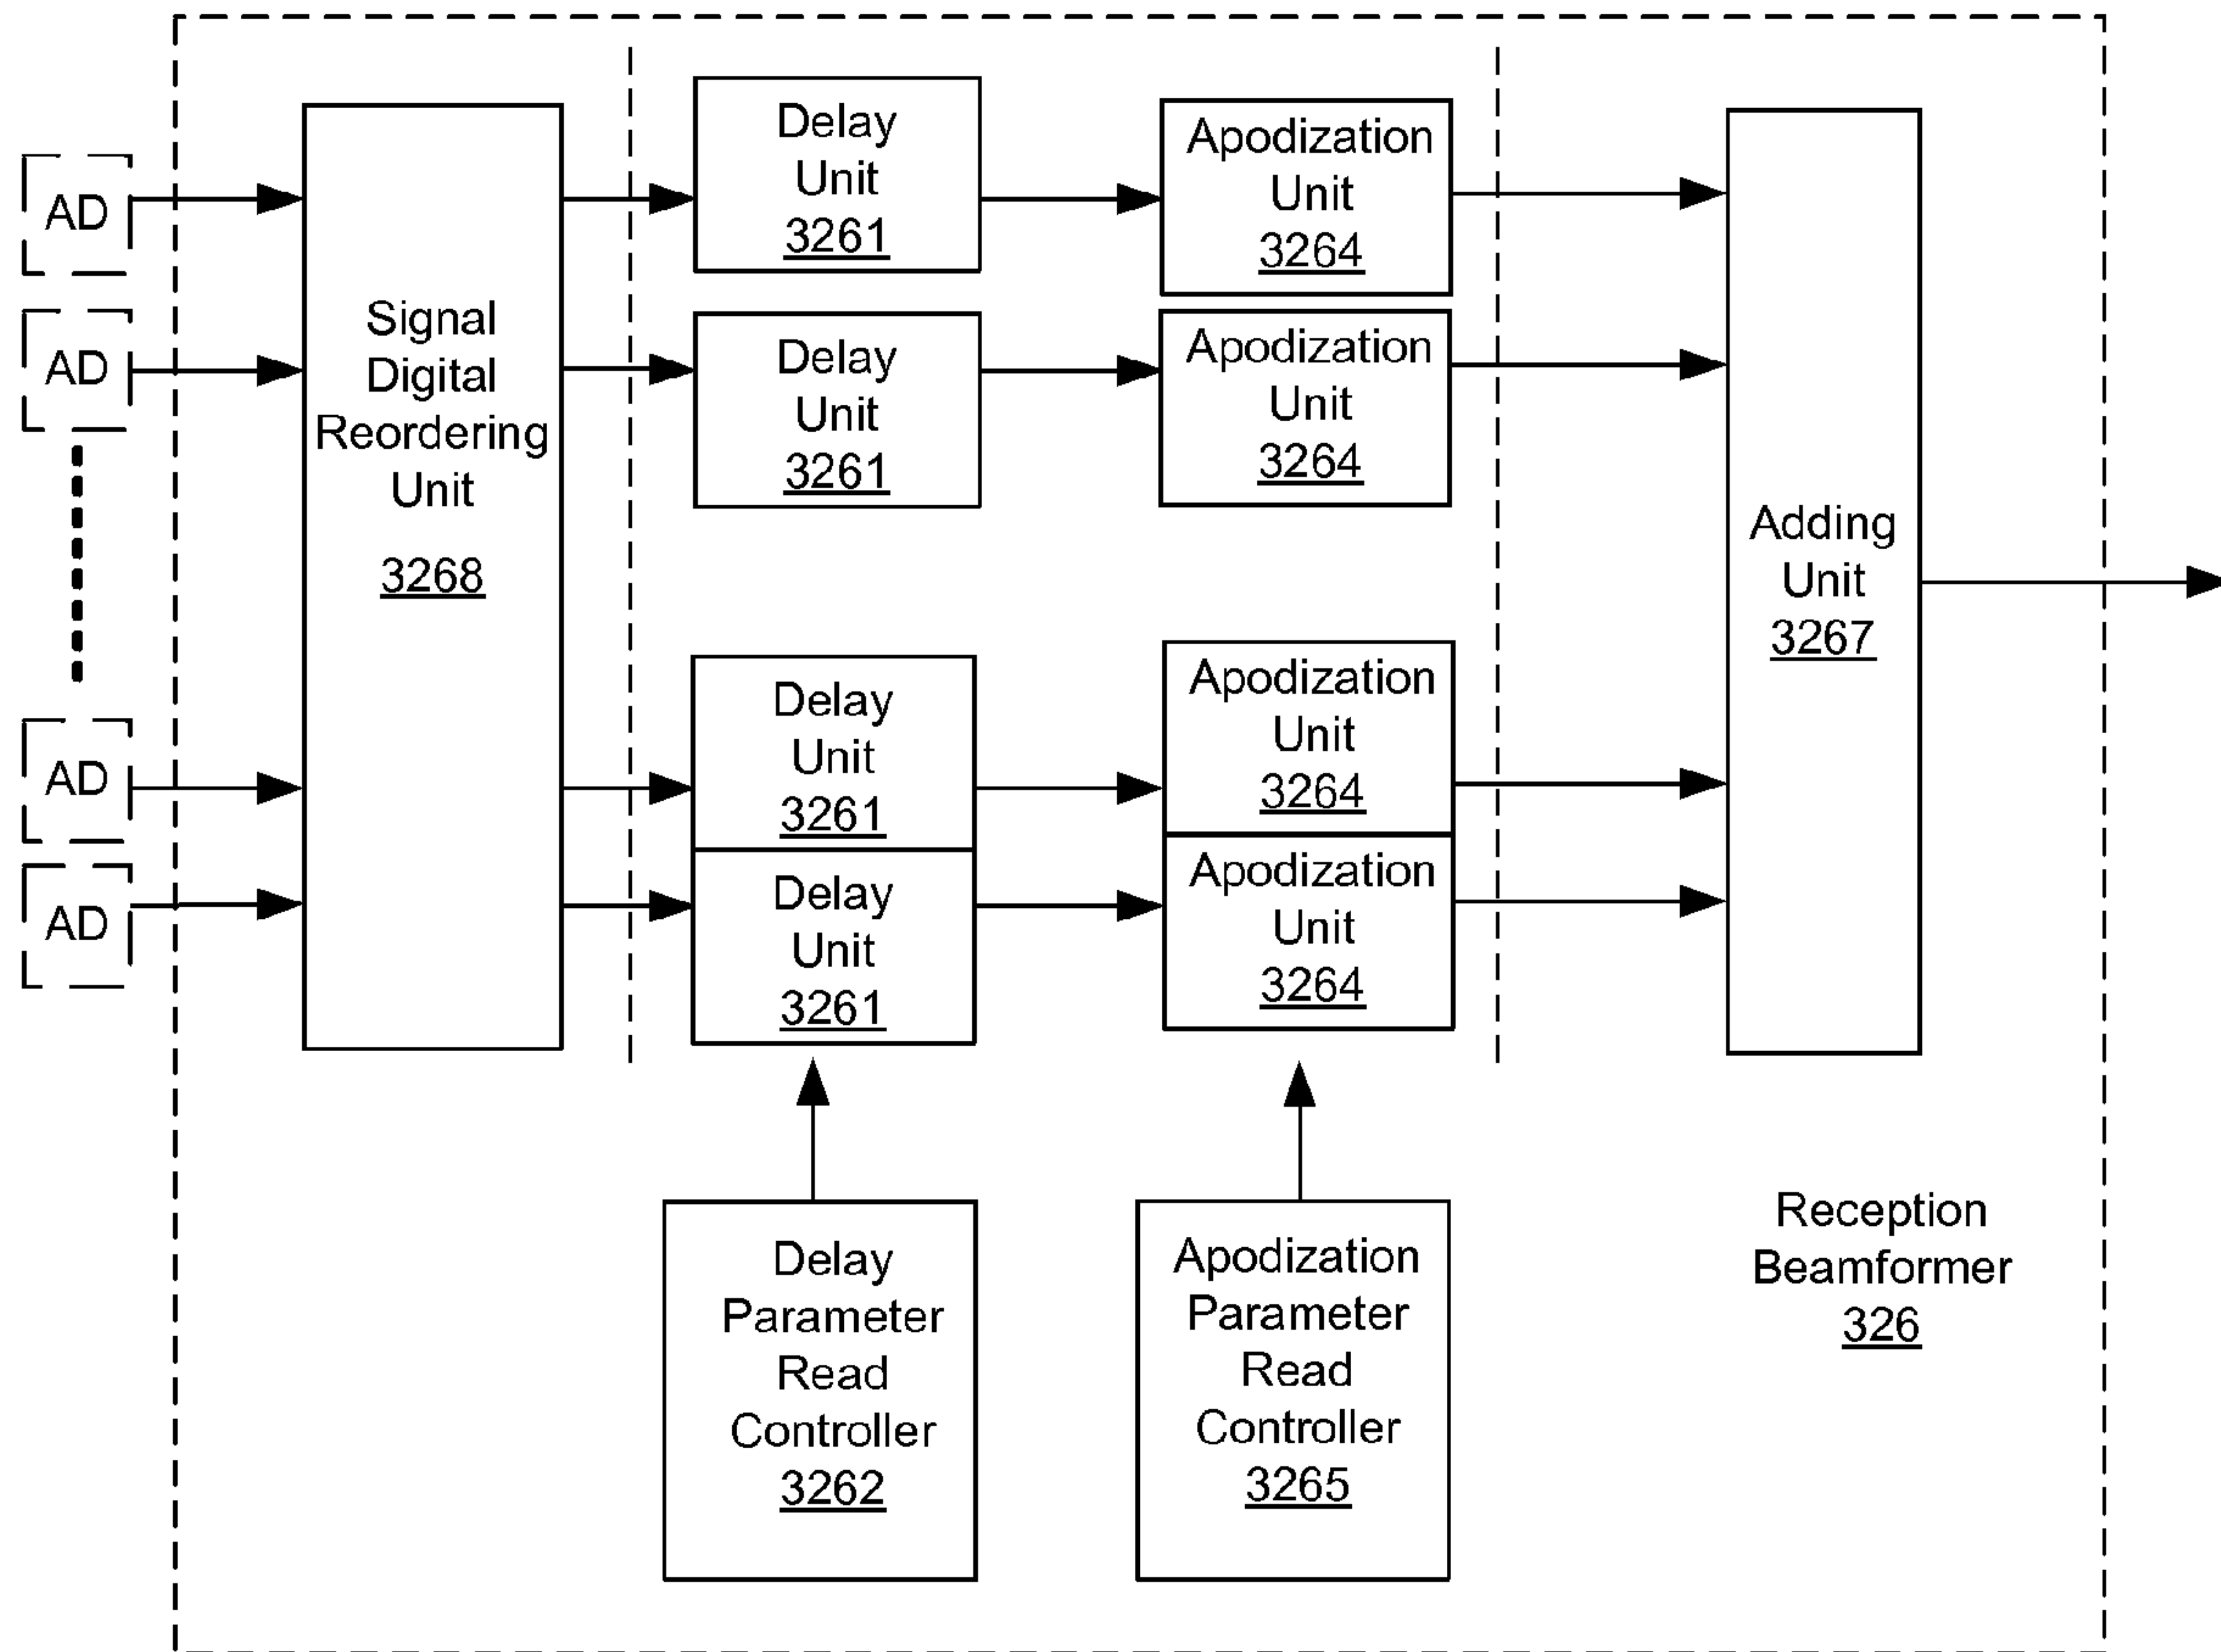 AD
AD
AD
AD
Signal
Digital
Reordering
Unit
3268
Delay
Unit
3261
Delay
Unit
3261
Delay
Unit
3261
Delay
Unit
3261
Apodization
Unit
3264
Apodization
Unit
3264
Apodization
Unit
3264
Apodization
Unit
3264
Adding
Unit
3267
Delay
Parameter
Read
Controller
3262
Apodization
Parameter
Read
Controller
3265
Reception
Beamformer
326